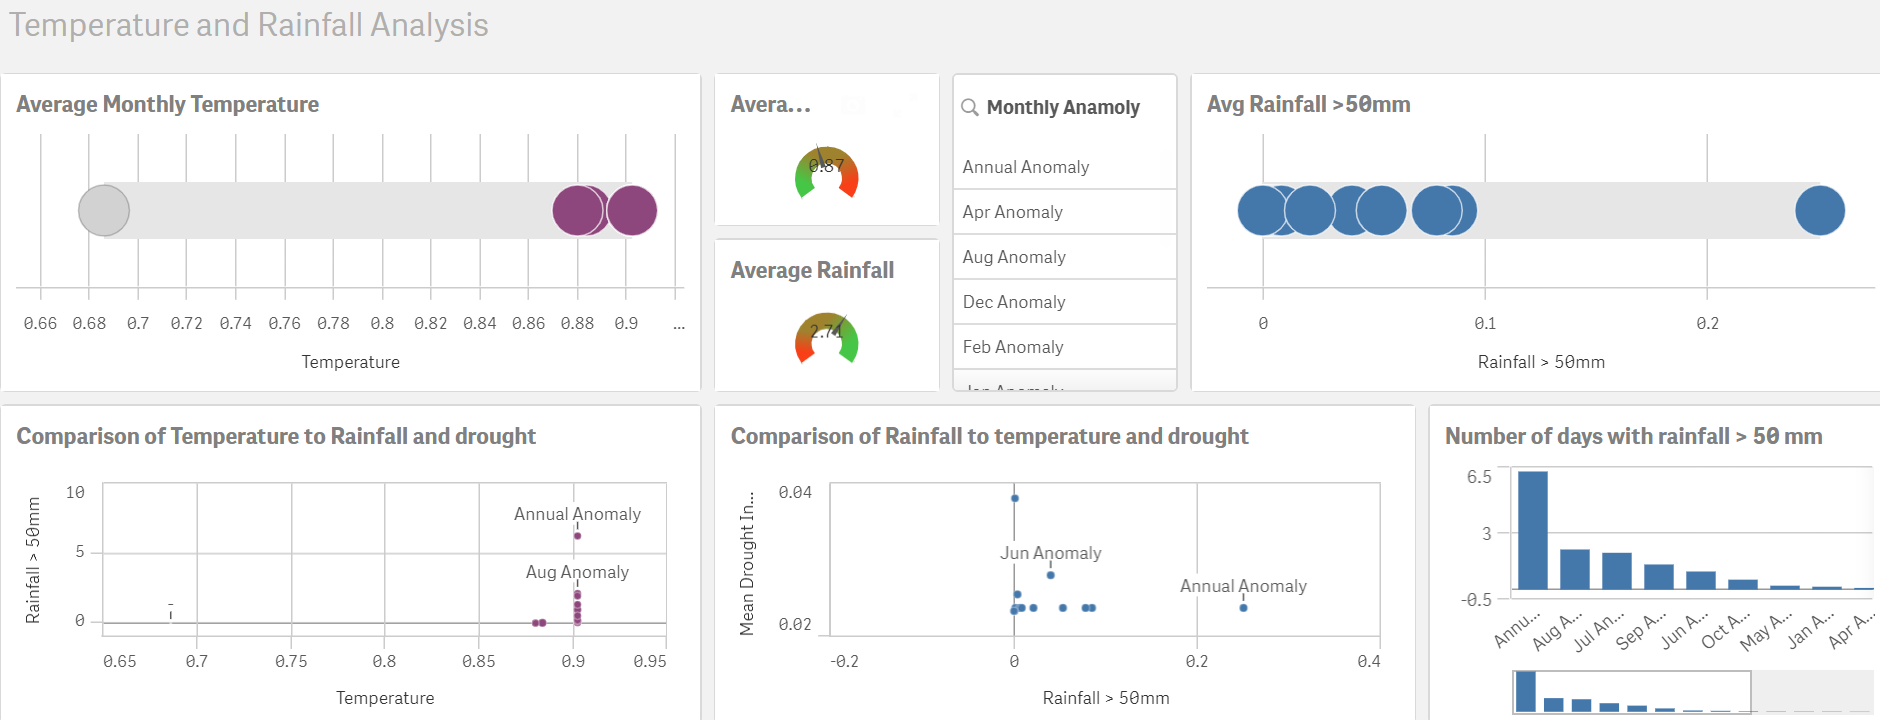 Temperature and Rainfall Analysis
Average Monthly Temperature
0.66 0.68 0.7 0.72 0.74 0.76 0.78 0.8 0.82 0.84 0.86 0.88 0.9 ...
Temperature
Avera...
0.87
Average Rainfall
2.71
Monthly Anamoly
Annual Anomaly
Apr Anomaly
Aug Anomaly
Dec Anomaly
Feb Anomaly
Jan Anomaly
Avg Rainfall >50mm
0 0.1 0.2
Rainfall > 50mm
Comparison of Temperature to Rainfall and drought
Rainfall > 50mm
10
5
0
Annual Anomaly
Aug Anomaly
-
0.65 0.7 0.75 0.8 0.85 0.9 0.95
Temperature
Comparison of Rainfall to temperature and drought
Mean Drought In...
0.04
0.02
Jun Anomaly
Annual Anomaly
-0.2 0 0.2 0.4
Rainfall > 50mm
Number of days with rainfall > 50 mm
6.5
3
-0.5
Annu... Aug A... Jul An... Sep A... Jun A... Oct A... May A... Jan A... Apr A...